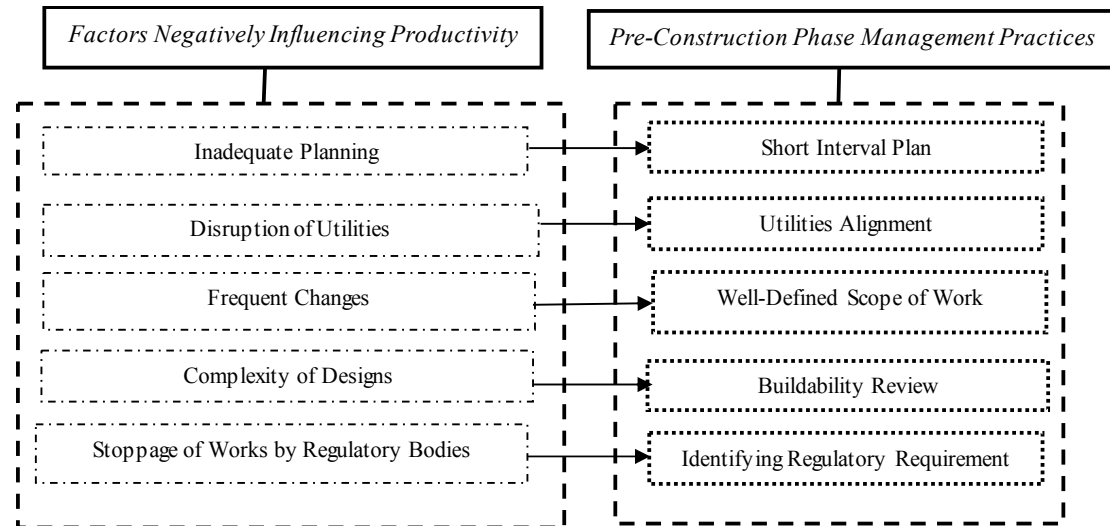 Factors Negatively Influencing Productivity
Pre-Construction Phase Management Practices
Inadequate Planning
Short Interval Plan
Disruption of Utilities
Utilities Alignment
Frequent Changes
Well-Defined Scope of Work
Complexity of Designs
Buildability Review
Stoppage of Works by Regulatory Bodies
Identifying Regulatory Requirement